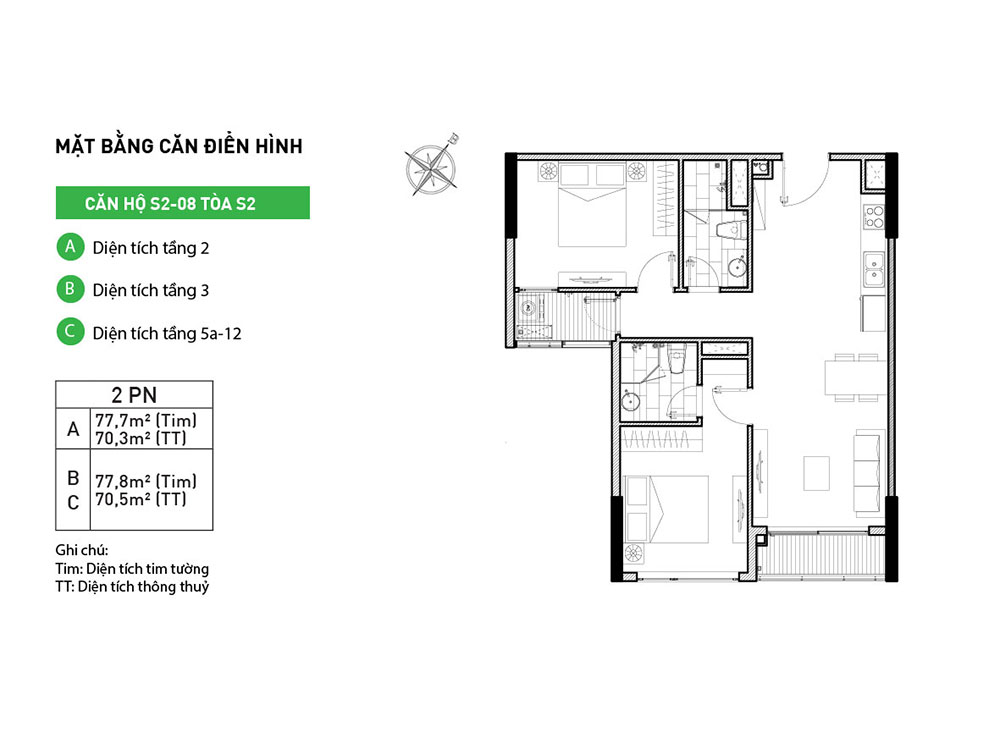 MẶT BẰNG CĂN ĐIỂN HÌNH
B
CĂN HỘ S2-08 TÒA S2
A Diện tích tầng 2
B Diện tích tầng 3
C Diện tích tầng 5a-12
2 PN
A 77,7m² (Tim)
70,3m² (TT)
B 77,8m² (Tim)
C 70,5m² (TT)
Ghi chú:
Tim: Diện tích tim tường
TT: Diện tích thông thuỷ